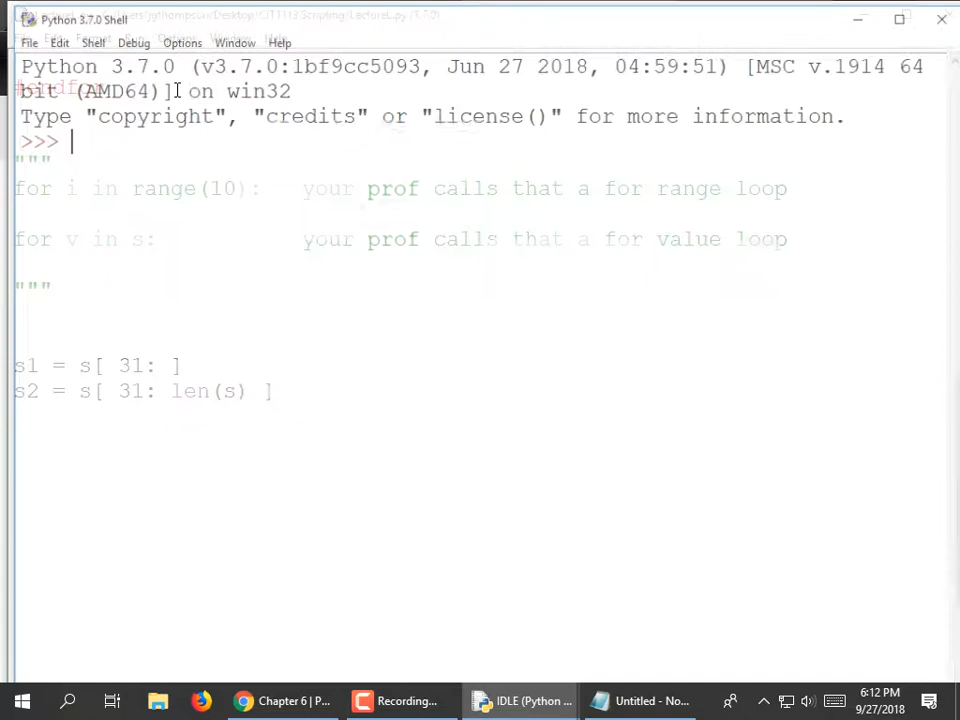 Python 3.7.0 Shell
File Edit Shell Debug Options Window Help
Python 3.7.0 (v3.7.0:1bf9cc5093, Jun 27 2018, 04:59:51) [MSC v.1914 64
bit (AMD64)] on win32
Type "copyright", "credits" or "license()" for more information.
>>>
"""
for i in range(10): your prof calls that a for range loop
for v in s: your prof calls that a for value loop
"""
s1 = s[ 31: ]
s2 = s[ 31: len(s) ]
Chapter 6 | P...
Recording...
IDLE (Python ...
Untitled - No...
6:12 PM
9/27/2018